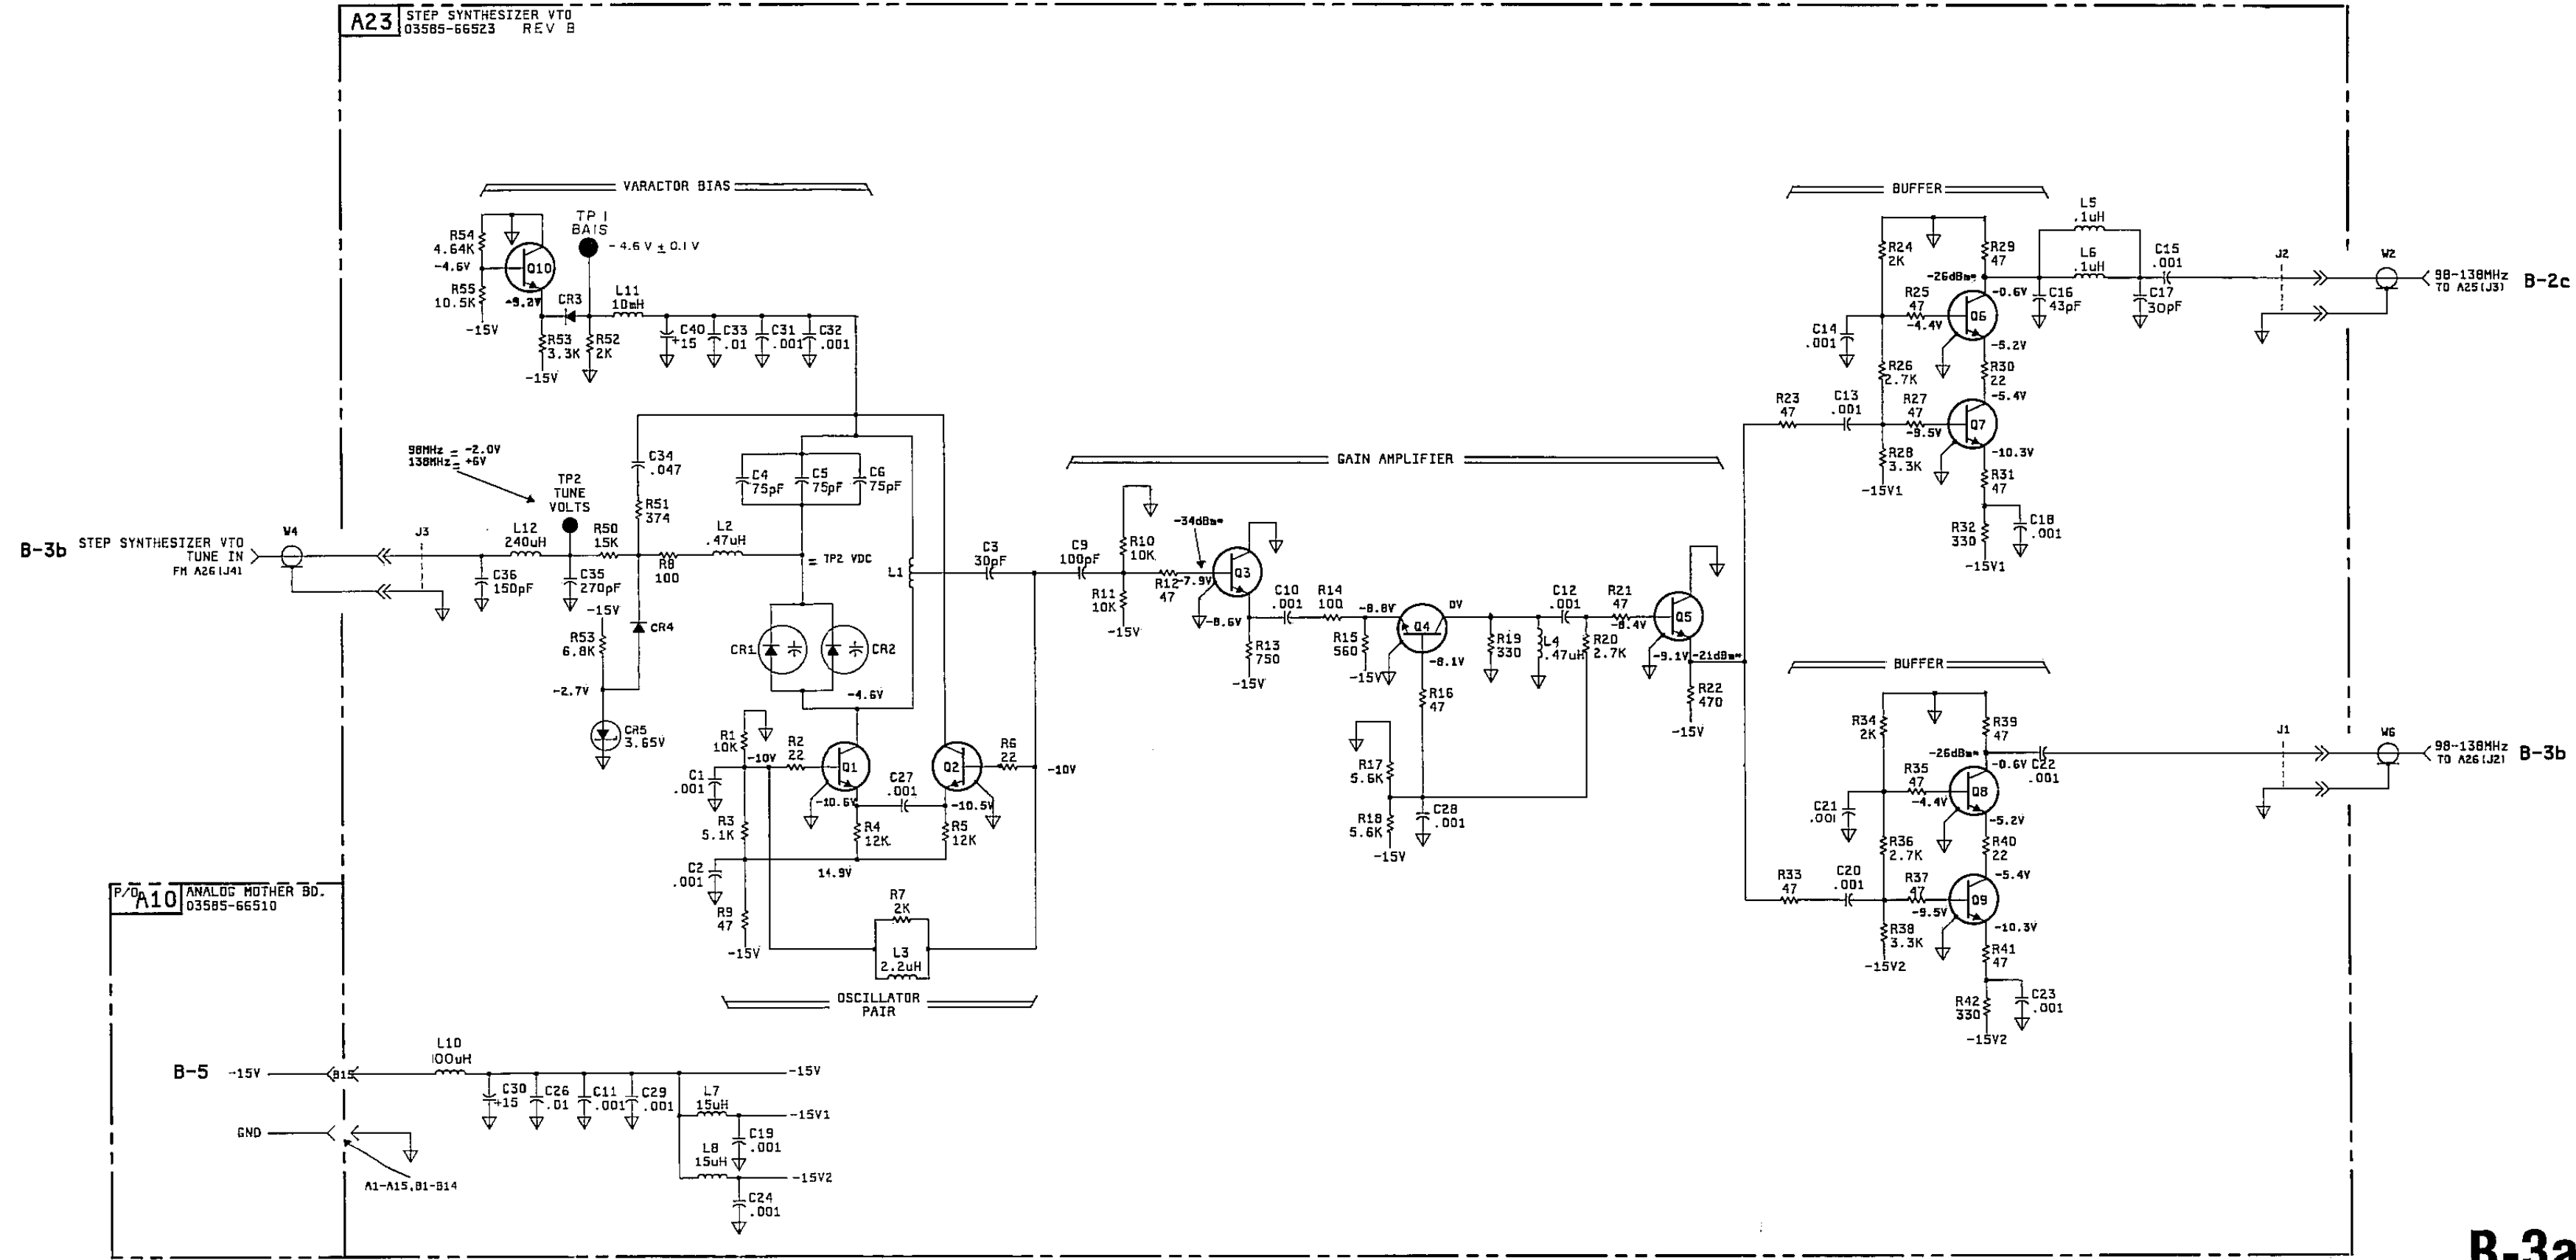 A23 STEP SYNTHESIZER VTO
03585-66523 REV B
VARACTOR BIAS
R54
4.64K
-4.6V
R55
10.5K
-15V
Q10
-5.2V
TP1
BAIS
-4.6 V ± 0.1 V
CR3
L11
10mH
R53
3.3K
-15V
R52
2K
C40
+15
C33
.01
C31
.001
C32
.001
98MHz = -2.0V
138MHz = +6V
TP2
TUNE
VOLTS
C34
.047
R51
374
C4
75pF
C5
75pF
C6
75pF
B-3b
STEP SYNTHESIZER VTO
TUNE IN
FM A26(J4)
W4
J3
L12
240uH
R50
15K
R8
100
L2
.47uH
= TP2 VDC
L1
C36
150pF
C35
270pF
-15V
R53
6.8K
CR4
-2.7V
CR5
3.65V
CR1
CR2
-4.6V
R1
10K
-10V
R2
22
Q1
Q2
R6
22
-10V
C1
.001
-10.6V
C27
.001
-10.5V
R3
5.1K
R4
12K
R5
12K
C2
.001
14.9V
R9
47
-15V
R7
2K
L3
2.2uH
OSCILLATOR
PAIR
C3
30pF
GAIN AMPLIFIER
C9
100pF
R10
10K
R11
10K
-15V
R12
47
-34dBm*
-7.9V
Q3
-8.6V
R13
750
-15V
C10
.001
R14
100
R15
560
-15V
-8.8V
Q4
0V
-8.1V
R16
47
R17
5.6K
R18
5.6K
-15V
C28
.001
R19
330
L4
.47uH
C12
.001
R20
2.7K
R21
47
-8.4V
Q5
-9.1V
-21dBm*
R22
470
-15V
BUFFER
R24
2K
R29
47
-26dBm*
-0.6V
R25
47
-4.4V
Q6
-5.2V
C14
.001
R26
2.7K
R30
22
-5.4V
R23
47
C13
.001
R27
47
-9.5V
Q7
-10.3V
R28
3.3K
-15V1
R31
47
R32
330
C18
.001
-15V1
L5
.1uH
L6
.1uH
C16
43pF
C17
30pF
C15
.001
J2
W2
98-138MHz
TO A25(J3)
B-2c
BUFFER
R34
2K
R39
47
-26dBm*
-0.6V
C22
.001
R35
47
-4.4V
Q8
-5.2V
C21
.001
R36
2.7K
R40
22
-5.4V
R33
47
C20
.001
R37
47
-9.5V
Q9
-10.3V
R38
3.3K
-15V2
R41
47
R42
330
C23
.001
-15V2
J1
W6
98-138MHz
TO A26(J2)
B-3b
P/O A10 ANALOG MOTHER BD.
03585-66510
B-5
-15V
B15
L10
100uH
C30
+15
C26
.01
C11
.001
C29
.001
-15V
L7
15uH
-15V1
C19
.001
L8
15uH
-15V2
C24
.001
GND
A1-A15,B1-B14
B-3a